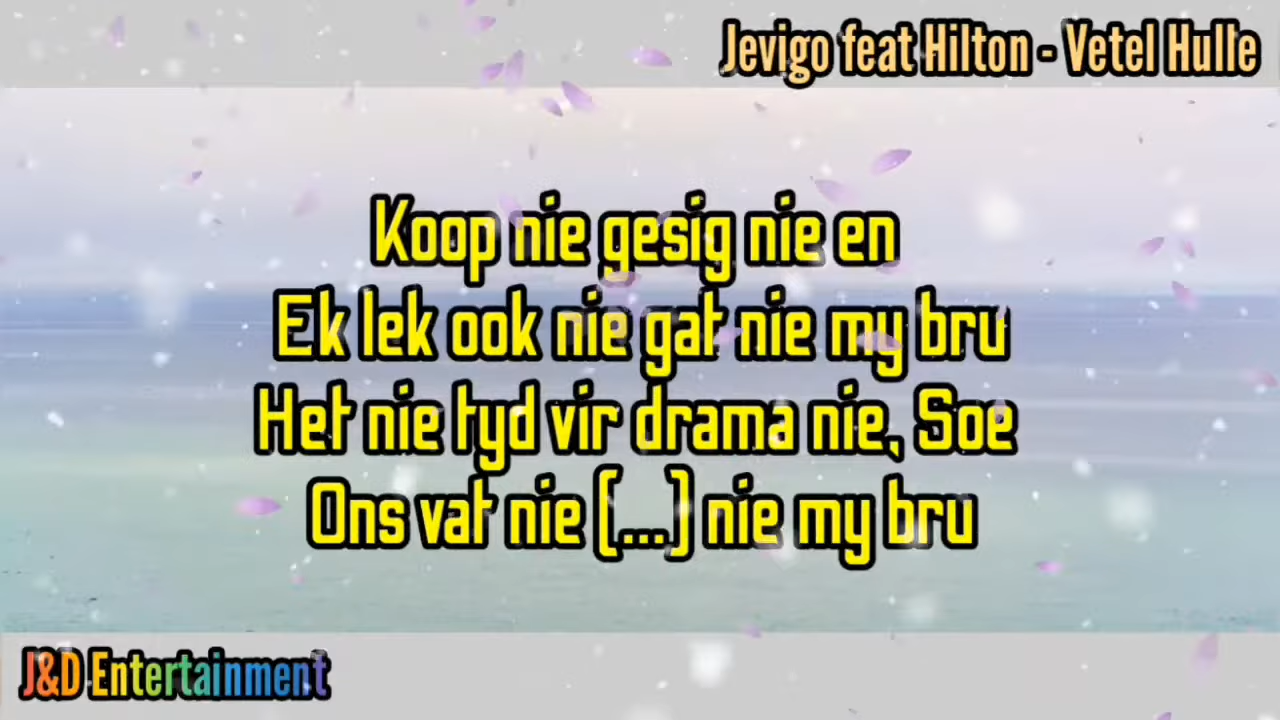 Jevigo feat Hilton - Vetel Hulle
Koop nie gesig nie en
Ek lek ook nie gat nie my bru
Het nie tyd vir drama nie, Soe
Ons vat nie (...) nie my bru
J&D Entertainment